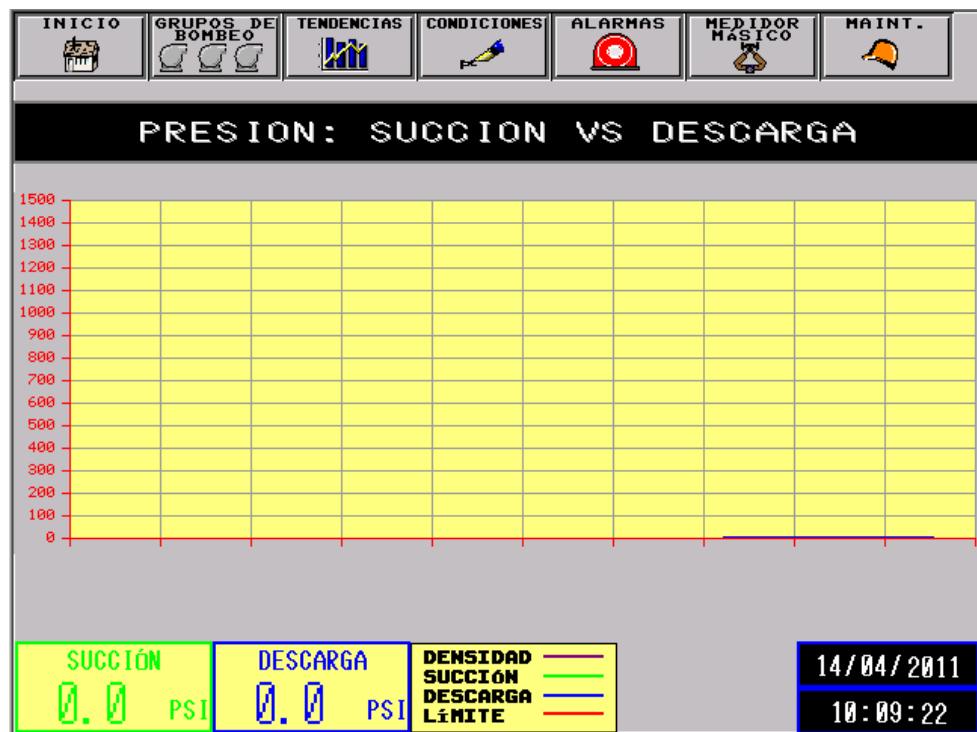 INICIO
GRUPOS DE
BOMBEO
TENDENCIAS
CONDICIONES
ALARMAS
MEDIDOR
MáSICO
MAINT.
PRESION: SUCCION VS DESCARGA
1500
1400
1300
1200
1100
1000
900
800
700
600
500
400
300
200
100
0
SUCCIÓN
0.0 PSI
DESCARGA
0.0 PSI
DENSIDAD
SUCCIóN
DESCARGA
LíMITE
14/04/2011
10:09:22